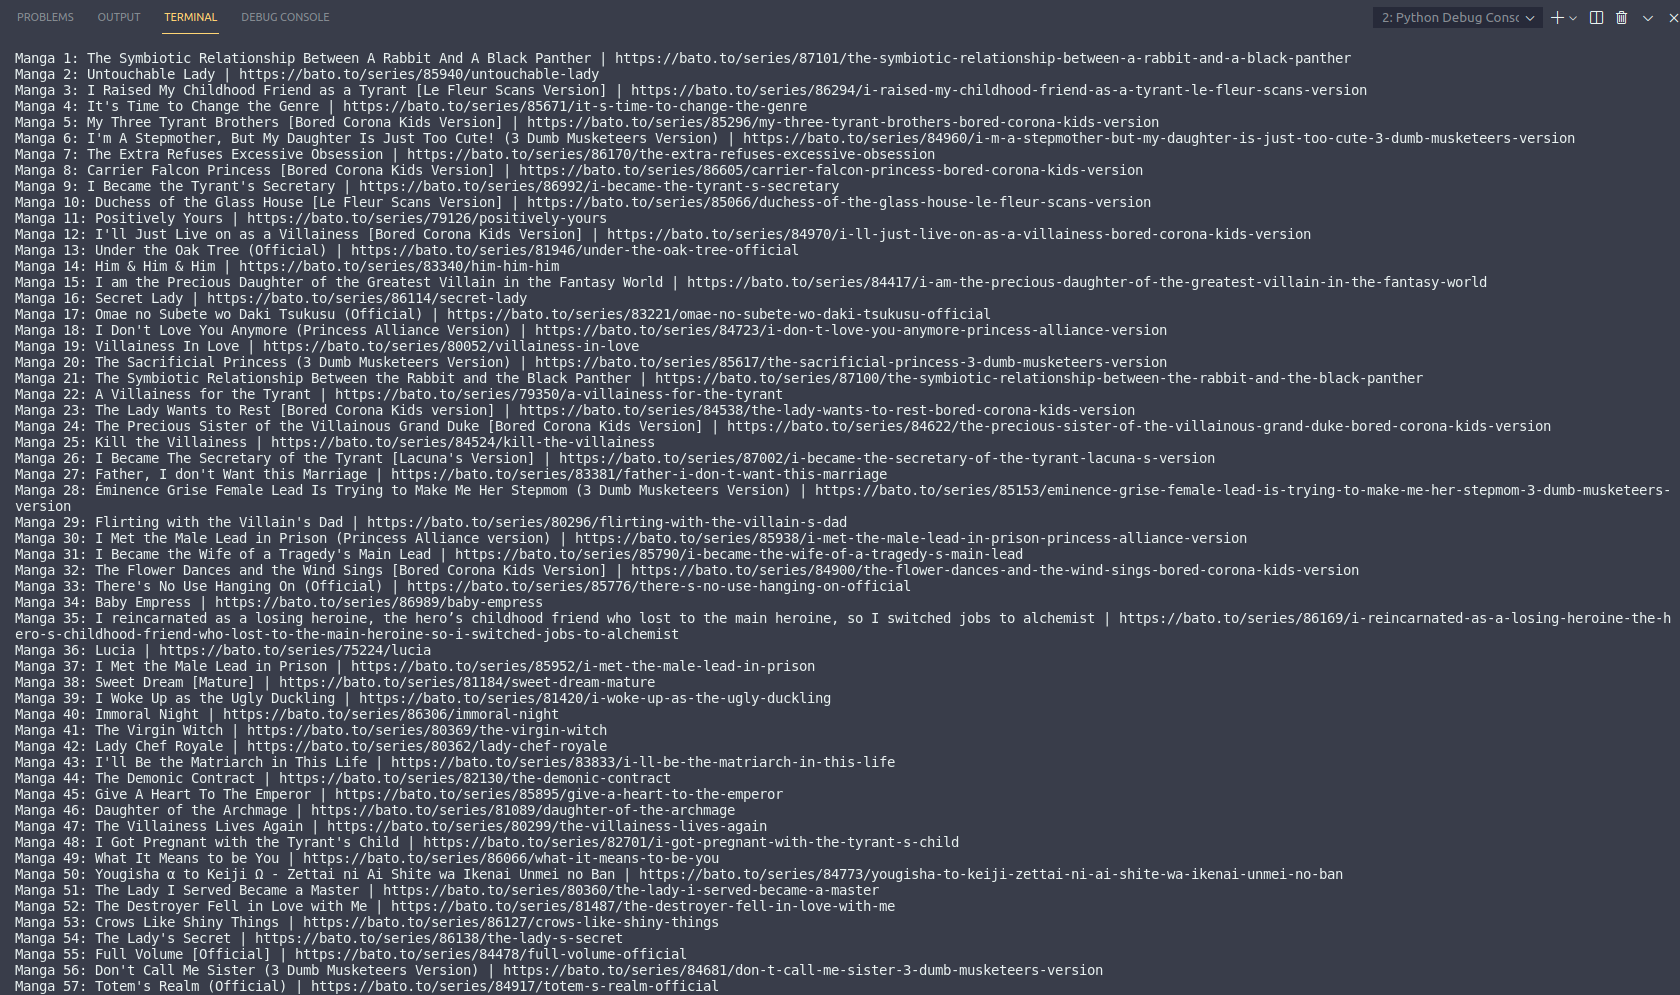 PROBLEMS OUTPUT TERMINAL DEBUG CONSOLE 2: Python Debug Consc
Manga 1: The Symbiotic Relationship Between A Rabbit And A Black Panther | https://bato.to/series/87101/the-symbiotic-relationship-between-a-rabbit-and-a-black-panther
Manga 2: Untouchable Lady | https://bato.to/series/85940/untouchable-lady
Manga 3: I Raised My Childhood Friend as a Tyrant [Le Fleur Scans Version] | https://bato.to/series/86294/i-raised-my-childhood-friend-as-a-tyrant-le-fleur-scans-version
Manga 4: It's Time to Change the Genre | https://bato.to/series/85671/it-s-time-to-change-the-genre
Manga 5: My Three Tyrant Brothers [Bored Corona Kids Version] | https://bato.to/series/85296/my-three-tyrant-brothers-bored-corona-kids-version
Manga 6: I'm A Stepmother, But My Daughter Is Just Too Cute! (3 Dumb Musketeers Version) | https://bato.to/series/84960/i-m-a-stepmother-but-my-daughter-is-just-too-cute-3-dumb-musketeers-version
Manga 7: The Extra Refuses Excessive Obsession | https://bato.to/series/86170/the-extra-refuses-excessive-obsession
Manga 8: Carrier Falcon Princess [Bored Corona Kids Version] | https://bato.to/series/86605/carrier-falcon-princess-bored-corona-kids-version
Manga 9: I Became the Tyrant's Secretary | https://bato.to/series/86992/i-became-the-tyrant-s-secretary
Manga 10: Duchess of the Glass House [Le Fleur Scans Version] | https://bato.to/series/85066/duchess-of-the-glass-house-le-fleur-scans-version
Manga 11: Positively Yours | https://bato.to/series/79126/positively-yours
Manga 12: I'll Just Live on as a Villainess [Bored Corona Kids Version] | https://bato.to/series/84970/i-ll-just-live-on-as-a-villainess-bored-corona-kids-version
Manga 13: Under the Oak Tree (Official) | https://bato.to/series/81946/under-the-oak-tree-official
Manga 14: Him & Him & Him | https://bato.to/series/83340/him-him-him
Manga 15: I am the Precious Daughter of the Greatest Villain in the Fantasy World | https://bato.to/series/84417/i-am-the-precious-daughter-of-the-greatest-villain-in-the-fantasy-world
Manga 16: Secret Lady | https://bato.to/series/86114/secret-lady
Manga 17: Omae no Subete wo Daki Tsukusu (Official) | https://bato.to/series/83221/omae-no-subete-wo-daki-tsukusu-official
Manga 18: I Don't Love You Anymore (Princess Alliance Version) | https://bato.to/series/84723/i-don-t-love-you-anymore-princess-alliance-version
Manga 19: Villainess In Love | https://bato.to/series/80052/villainess-in-love
Manga 20: The Sacrificial Princess (3 Dumb Musketeers Version) | https://bato.to/series/85617/the-sacrificial-princess-3-dumb-musketeers-version
Manga 21: The Symbiotic Relationship Between the Rabbit and the Black Panther | https://bato.to/series/87100/the-symbiotic-relationship-between-the-rabbit-and-the-black-panther
Manga 22: A Villainess for the Tyrant | https://bato.to/series/79350/a-villainess-for-the-tyrant
Manga 23: The Lady Wants to Rest [Bored Corona Kids version] | https://bato.to/series/84538/the-lady-wants-to-rest-bored-corona-kids-version
Manga 24: The Precious Sister of the Villainous Grand Duke [Bored Corona Kids Version] | https://bato.to/series/84622/the-precious-sister-of-the-villainous-grand-duke-bored-corona-kids-version
Manga 25: Kill the Villainess | https://bato.to/series/84524/kill-the-villainess
Manga 26: I Became The Secretary of the Tyrant [Lacuna's Version] | https://bato.to/series/87002/i-became-the-secretary-of-the-tyrant-lacuna-s-version
Manga 27: Father, I don't Want this Marriage | https://bato.to/series/83381/father-i-don-t-want-this-marriage
Manga 28: Éminence Grise Female Lead Is Trying to Make Me Her Stepmom (3 Dumb Musketeers Version) | https://bato.to/series/85153/eminence-grise-female-lead-is-trying-to-make-me-her-stepmom-3-dumb-musketeers-
version
Manga 29: Flirting with the Villain's Dad | https://bato.to/series/80296/flirting-with-the-villain-s-dad
Manga 30: I Met the Male Lead in Prison (Princess Alliance version) | https://bato.to/series/85938/i-met-the-male-lead-in-prison-princess-alliance-version
Manga 31: I Became the Wife of a Tragedy's Main Lead | https://bato.to/series/85790/i-became-the-wife-of-a-tragedy-s-main-lead
Manga 32: The Flower Dances and the Wind Sings [Bored Corona Kids Version] | https://bato.to/series/84900/the-flower-dances-and-the-wind-sings-bored-corona-kids-version
Manga 33: There's No Use Hanging On (Official) | https://bato.to/series/85776/there-s-no-use-hanging-on-official
Manga 34: Baby Empress | https://bato.to/series/86989/baby-empress
Manga 35: I reincarnated as a losing heroine, the hero’s childhood friend who lost to the main heroine, so I switched jobs to alchemist | https://bato.to/series/86169/i-reincarnated-as-a-losing-heroine-the-h
ero-s-childhood-friend-who-lost-to-the-main-heroine-so-i-switched-jobs-to-alchemist
Manga 36: Lucia | https://bato.to/series/75224/lucia
Manga 37: I Met the Male Lead in Prison | https://bato.to/series/85952/i-met-the-male-lead-in-prison
Manga 38: Sweet Dream [Mature] | https://bato.to/series/81184/sweet-dream-mature
Manga 39: I Woke Up as the Ugly Duckling | https://bato.to/series/81420/i-woke-up-as-the-ugly-duckling
Manga 40: Immoral Night | https://bato.to/series/86306/immoral-night
Manga 41: The Virgin Witch | https://bato.to/series/80369/the-virgin-witch
Manga 42: Lady Chef Royale | https://bato.to/series/80362/lady-chef-royale
Manga 43: I'll Be the Matriarch in This Life | https://bato.to/series/83833/i-ll-be-the-matriarch-in-this-life
Manga 44: The Demonic Contract | https://bato.to/series/82130/the-demonic-contract
Manga 45: Give A Heart To The Emperor | https://bato.to/series/85895/give-a-heart-to-the-emperor
Manga 46: Daughter of the Archmage | https://bato.to/series/81089/daughter-of-the-archmage
Manga 47: The Villainess Lives Again | https://bato.to/series/80299/the-villainess-lives-again
Manga 48: I Got Pregnant with the Tyrant's Child | https://bato.to/series/82701/i-got-pregnant-with-the-tyrant-s-child
Manga 49: What It Means to be You | https://bato.to/series/86066/what-it-means-to-be-you
Manga 50: Yougisha α to Keiji Ω - Zettai ni Ai Shite wa Ikenai Unmei no Ban | https://bato.to/series/84773/yougisha-to-keiji-zettai-ni-ai-shite-wa-ikenai-unmei-no-ban
Manga 51: The Lady I Served Became a Master | https://bato.to/series/80360/the-lady-i-served-became-a-master
Manga 52: The Destroyer Fell in Love with Me | https://bato.to/series/81487/the-destroyer-fell-in-love-with-me
Manga 53: Crows Like Shiny Things | https://bato.to/series/86127/crows-like-shiny-things
Manga 54: The Lady's Secret | https://bato.to/series/86138/the-lady-s-secret
Manga 55: Full Volume [Official] | https://bato.to/series/84478/full-volume-official
Manga 56: Don't Call Me Sister (3 Dumb Musketeers Version) | https://bato.to/series/84681/don-t-call-me-sister-3-dumb-musketeers-version
Manga 57: Totem's Realm (Official) | https://bato.to/series/84917/totem-s-realm-official